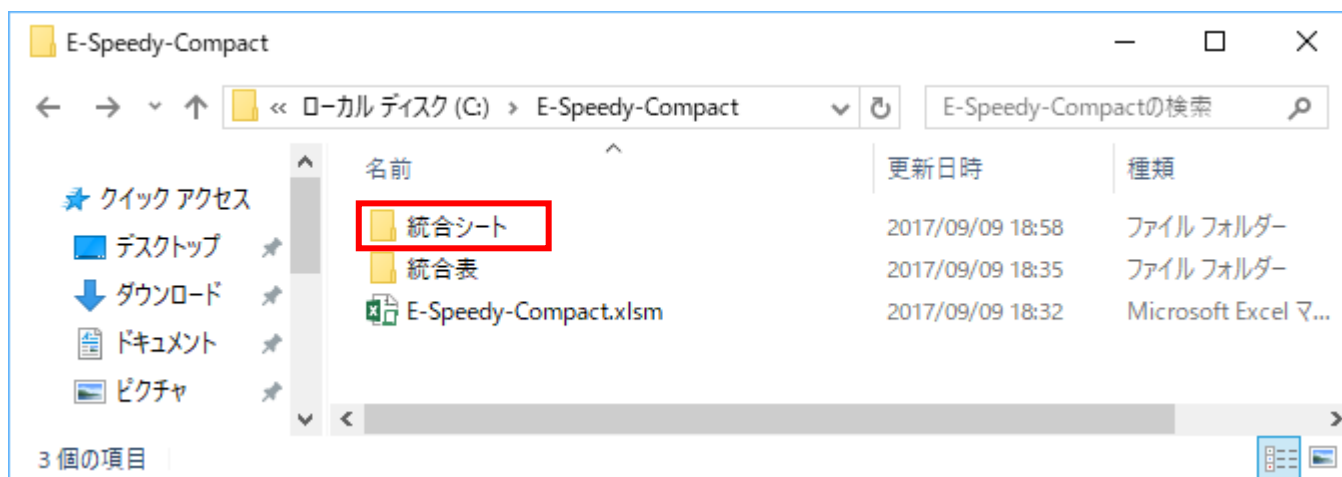 E-Speedy-Compact
« ローカル ディスク (C:) › E-Speedy-Compact
E-Speedy-Compactの検索
名前 更新日時 種類
クイック アクセス
デスクトップ
ダウンロード
ドキュメント
ピクチャ
統合シート 2017/09/09 18:58 ファイル フォルダー
統合表 2017/09/09 18:35 ファイル フォルダー
E-Speedy-Compact.xlsm 2017/09/09 18:32 Microsoft Excel マ...
3 個の項目